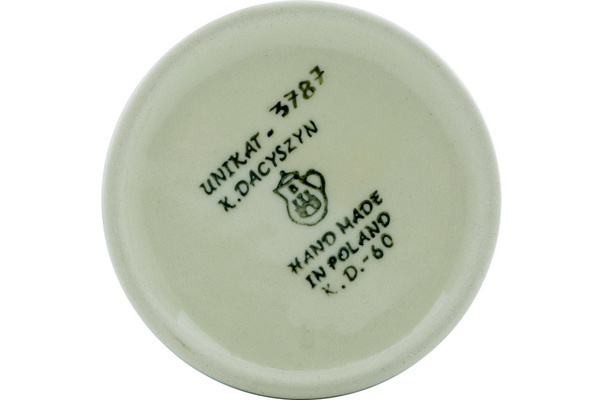 UNIKAT - 3787
K. DACYSZYN
HAND MADE
IN POLAND
K. D.-60